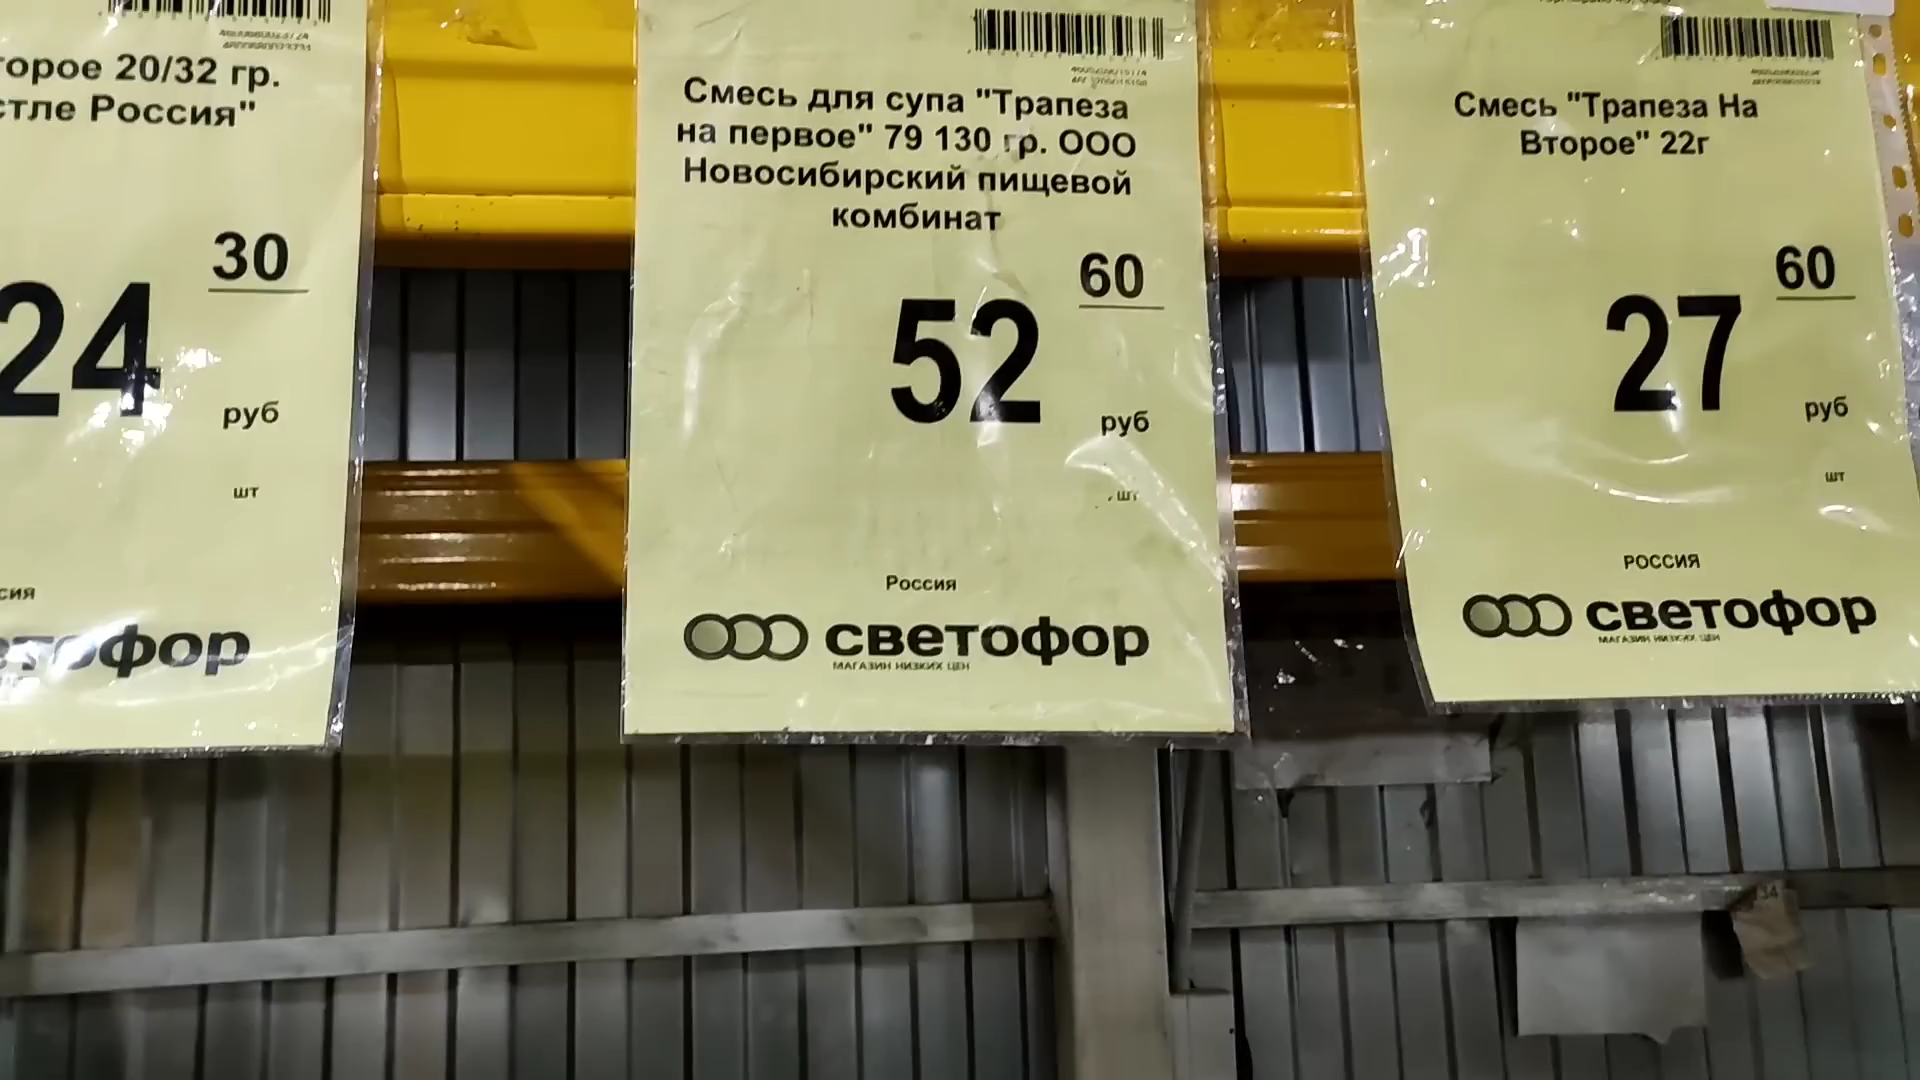 орое 20/32 гр.
стле Россия"
24
30
руб
шт
сия
етофор
Смесь для супа "Трапеза
на первое" 79 130 гр. ООО
Новосибирский пищевой
комбинат
52
60
руб
шт
Россия
светофор
МАГАЗИН НИЗКИХ ЦЕН
Смесь "Трапеза На
Второе" 22г
27
60
руб
шт
РОССИЯ
светофор
МАГАЗИН НИЗКИХ ЦЕН
34